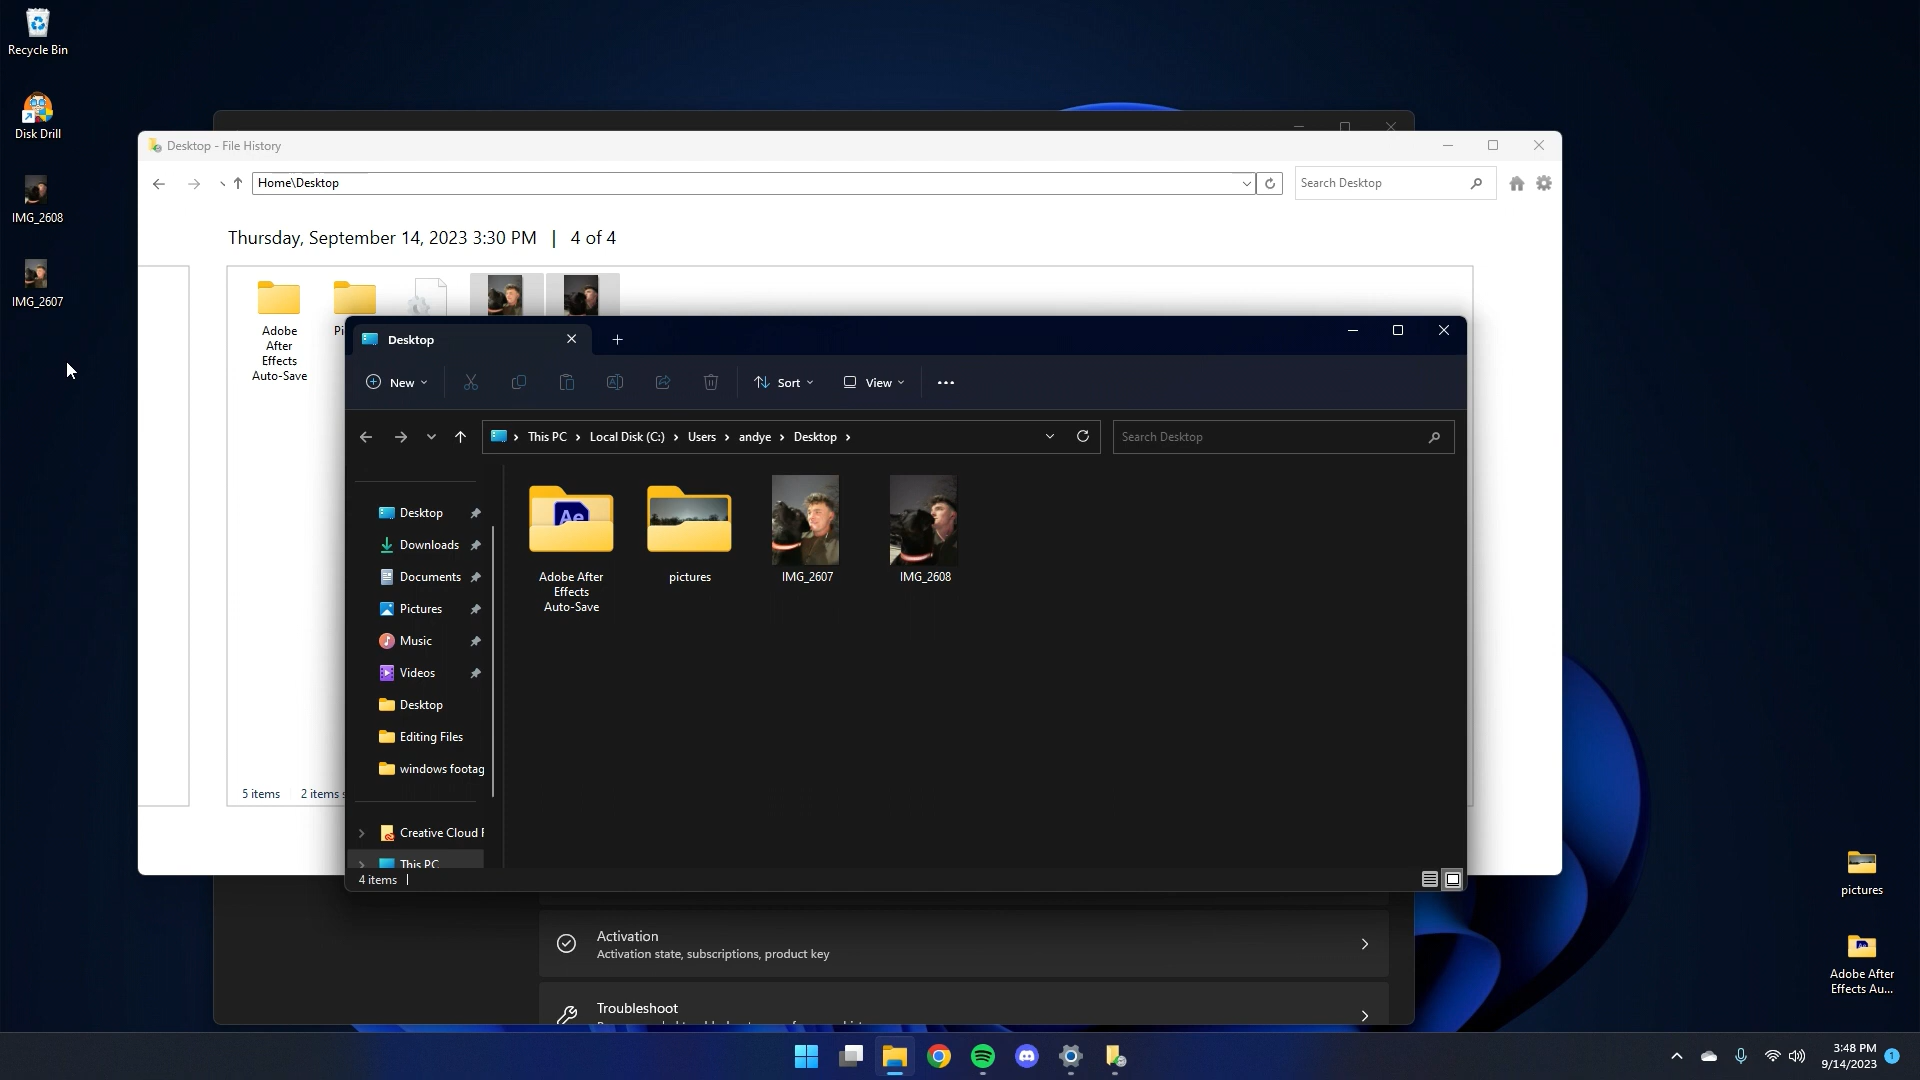 Recycle Bin
Disk Drill
IMG_2608
IMG_2607
Desktop - File History
Home\Desktop
Search Desktop
Thursday, September 14, 2023 3:30 PM | 4 of 4
Adobe
After
Effects
Auto-Save
Pi
5 items
2 items s
Desktop
New
Sort
View
This PC
Local Disk (C:)
Users
andye
Desktop
Search Desktop
Desktop
Downloads
Documents
Pictures
Music
Videos
Desktop
Editing Files
windows footag
Creative Cloud F
This PC
Ae
Adobe After
Effects
Auto-Save
pictures
IMG_2607
IMG_2608
4 items
Activation
Activation state, subscriptions, product key
Troubleshoot
pictures
Adobe After
Effects Au...
3:48 PM
9/14/2023
1